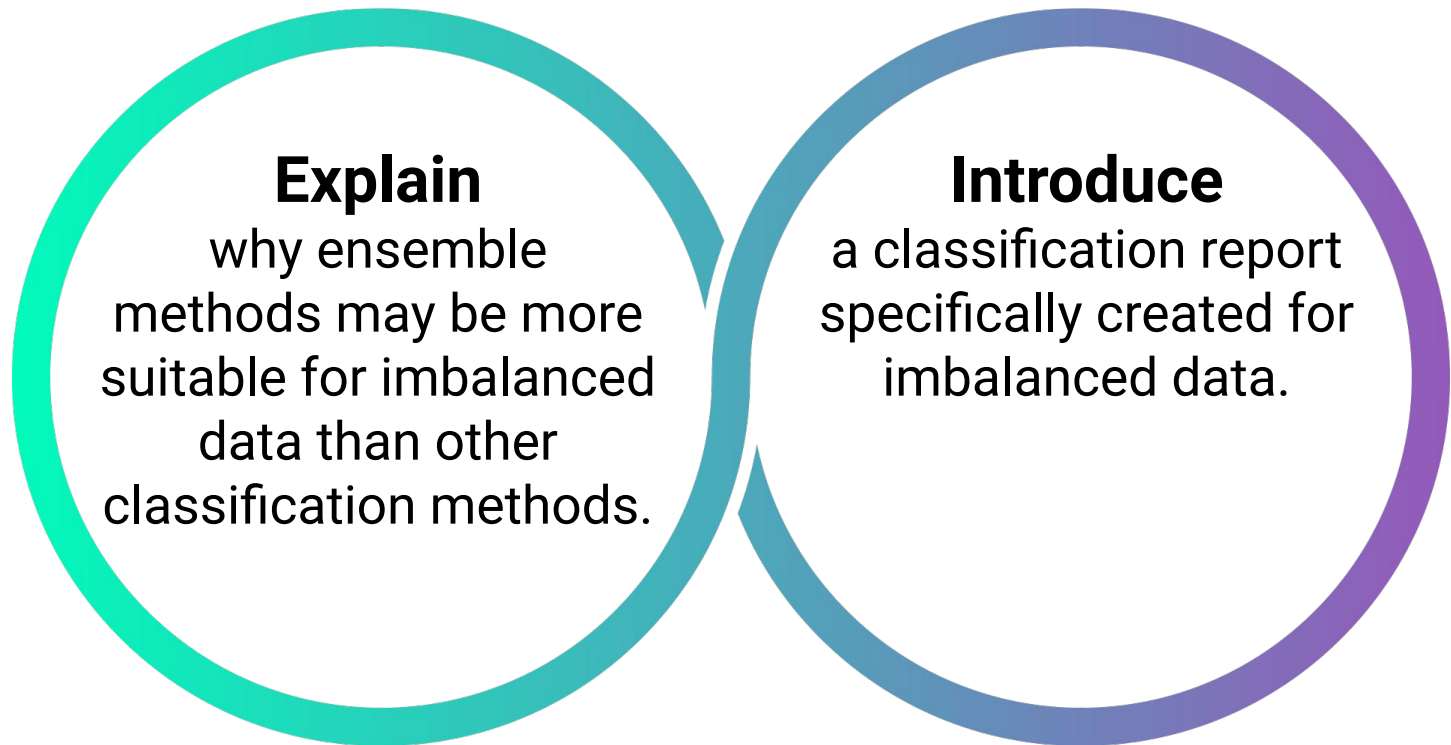 Explain
why ensemble
methods may be more
suitable for imbalanced
data than other
classification methods.
Introduce
a classification report
specifically created for
imbalanced data.